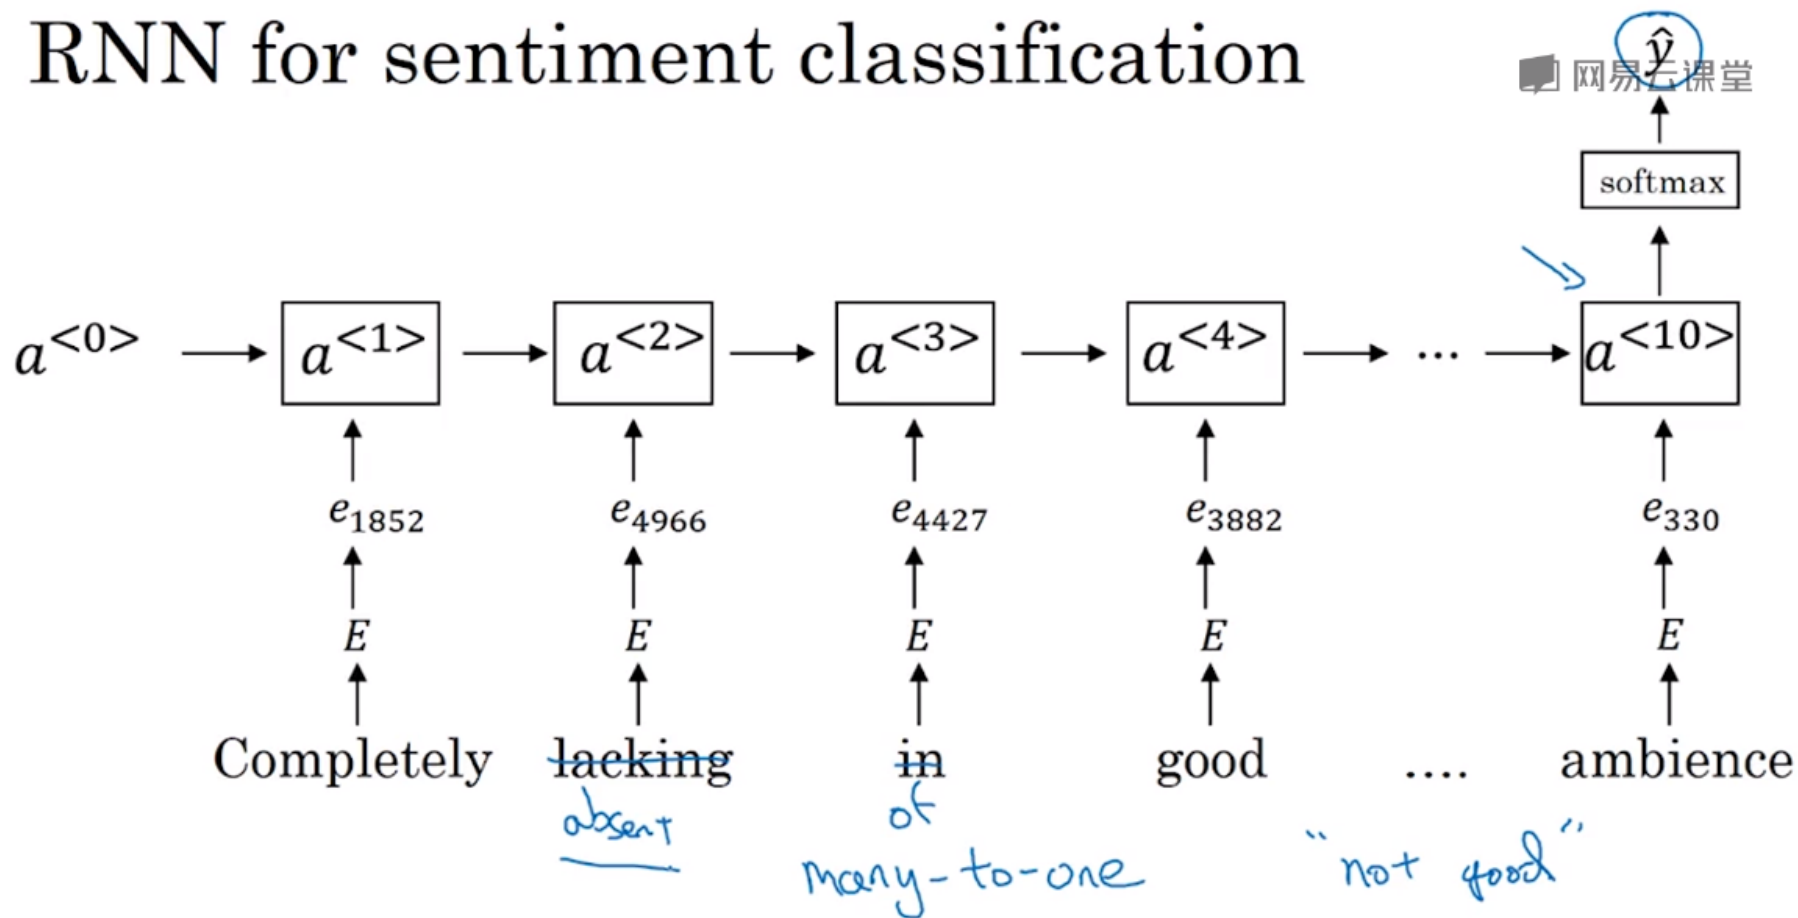 RNN for sentiment classification
ŷ
网易云课堂
softmax
a<0> a<1> a<2> a<3> a<4> ... a<10>
e1852 e4966 e4427 e3882 e330
E E E E E
Completely lacking in good .... ambience
absent of
many-to-one "not good"